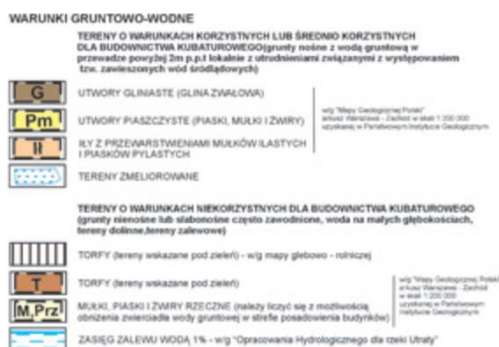 WARUNKI GRUNTOWO-WODNE
TERENY O WARUNKACH KORZYSTNYCH LUB ŚREDNIO KORZYSTNYCH
DLA BUDOWNICTWA KUBATUROWEGO(grunty nośne z wodą gruntową w
przewadze powyżej 2m p.p.t lokalnie z utrudnieniami związanymi z występowaniem
tzw. zawieszonych wód śródlądowych)
G UTWORY GLINIASTE (GLINA ZWAŁOWA)
w/g "Mapy Geologicznej Polski"
Pm UTWORY PIASZCZYSTE (PIASKI, MUŁKI I ŻWIRY)
arkusz Warszawa - Zachód w skali 1:200 000
uzyskanej w Państwowym Instytucie Geologicznym
IŁY Z PRZEWARSTWIENIAMI MUŁKÓW ILASTYCH
I PIASKÓW PYLASTYCH
TERENY ZMELIOROWANE
TERENY O WARUNKACH NIEKORZYSTNYCH DLA BUDOWNICTWA KUBATUROWEGO
(grunty nienośne lub słabonośne często zawodnione, woda na małych głębokościach,
tereny dolinne,tereny zalewowe)
TORFY (tereny wskazane pod zieleń) - w/g mapy glebowo - rolniczej
T TORFY (tereny wskazane pod zieleń)
w/g "Mapy Geologicznej Polski"
arkusz Warszawa - Zachód
w skali 1:200 000
uzyskanej w Państwowym
Instytucie Geologicznym
M,Prz MUŁKI, PIASKI I ŻWIRY RZECZNE (należy liczyć się z możliwością
obniżenia zwierciadła wody gruntowej w strefie posadowienia budynków)
ZASIĘG ZALEWU WODĄ 1% - w/g "Opracowania Hydrologicznego dla rzeki Utraty"